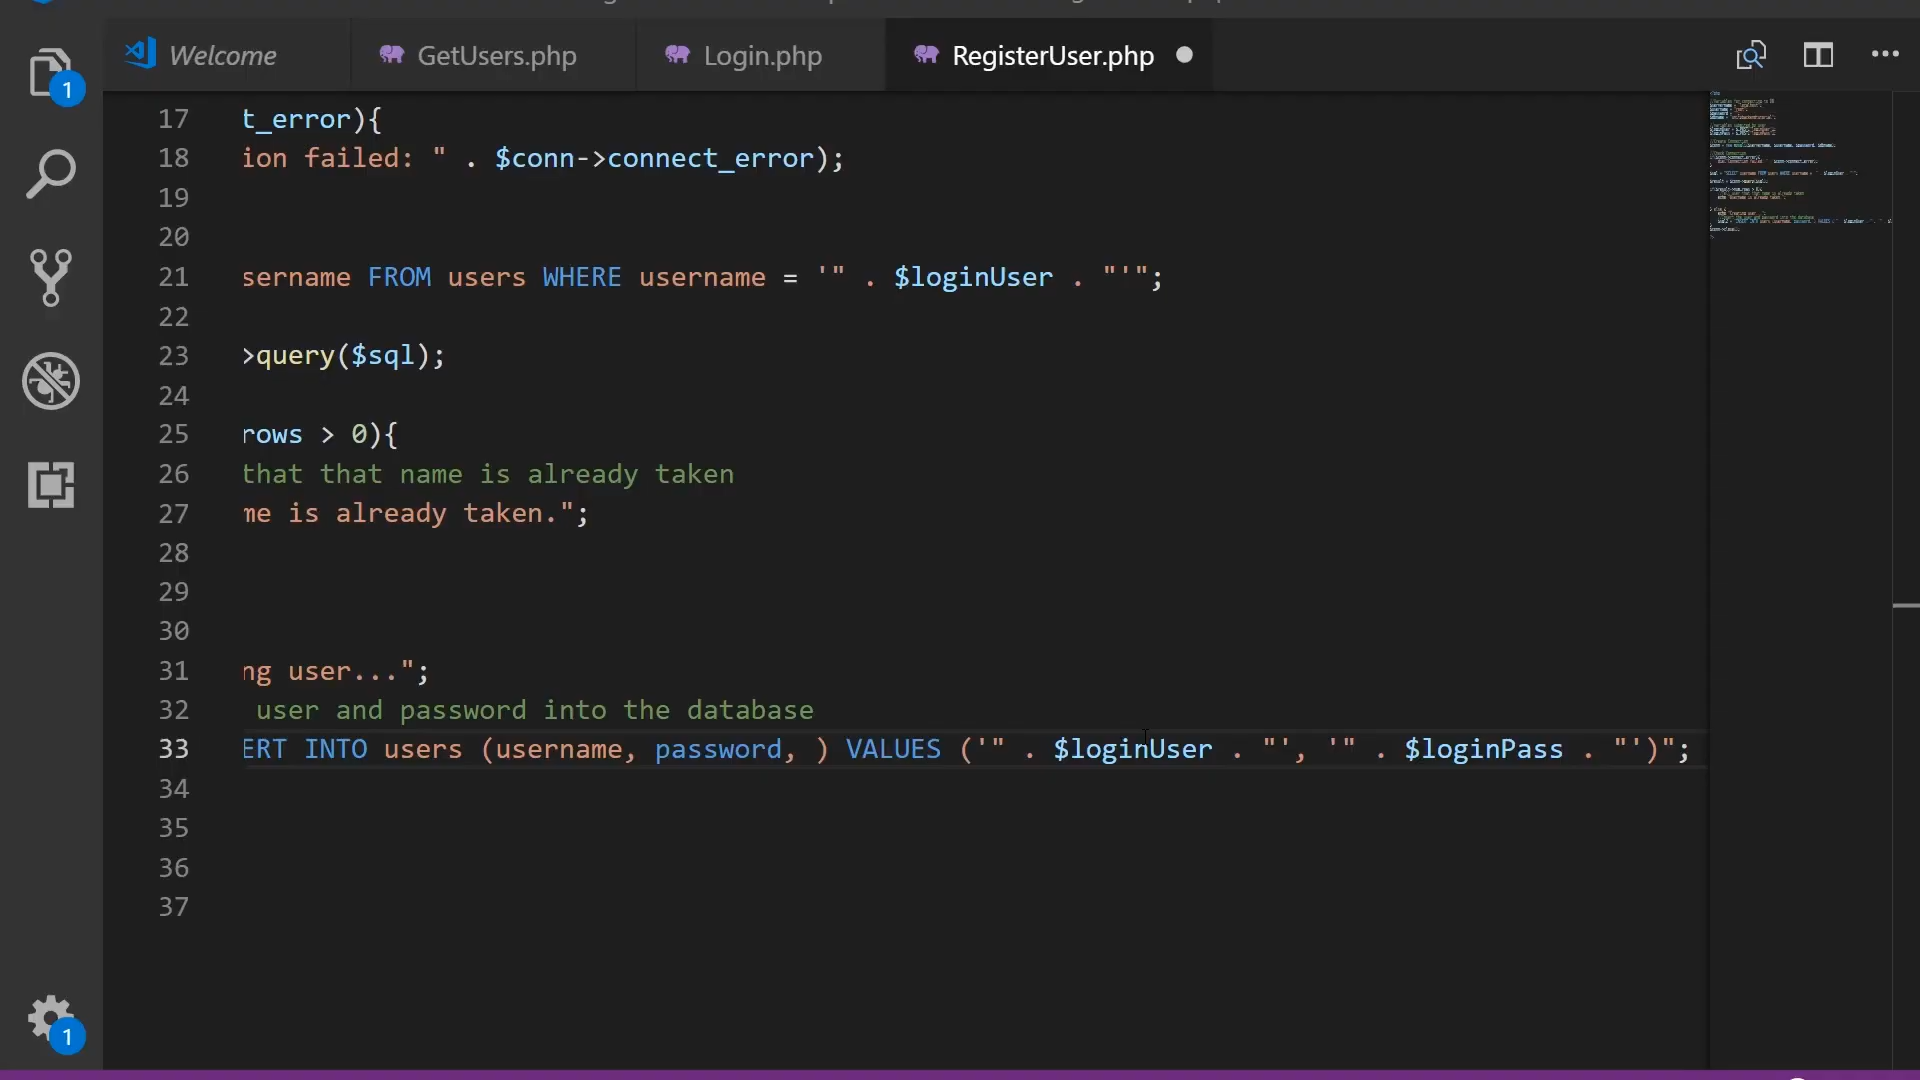 Welcome
GetUsers.php
Login.php
RegisterUser.php
1
17 t_error){
18 ion failed: " . $conn->connect_error);
19
20
21 sername FROM users WHERE username = '" . $loginUser . "'";
22
23 >query($sql);
24
25 rows > 0){
26 that that name is already taken
27 me is already taken.";
28
29
30
31 ng user...";
32 user and password into the database
33 ERT INTO users (username, password, ) VALUES ('" . $loginUser . "', '" . $loginPass . "')";
34
35
36
37
1